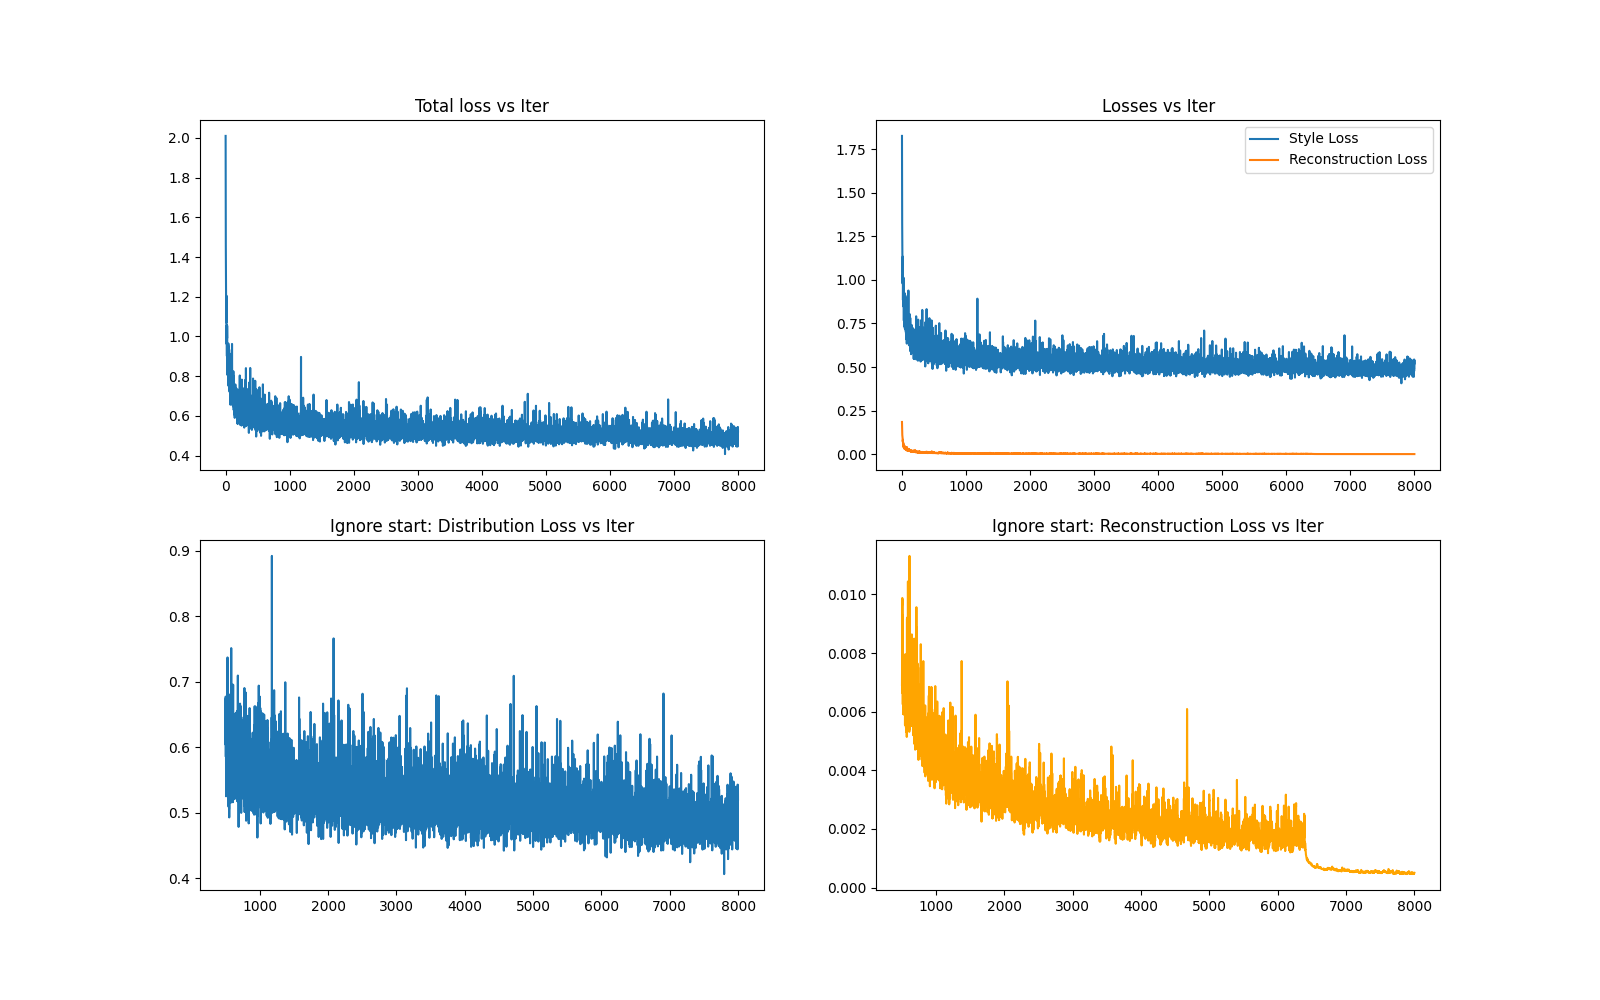 Total loss vs Iter
2.0
1.8
1.6
1.4
1.2
1.0
0.8
0.6
0.4
0 1000 2000 3000 4000 5000 6000 7000 8000
Losses vs Iter
Style Loss
Reconstruction Loss
1.75
1.50
1.25
1.00
0.75
0.50
0.25
0.00
0 1000 2000 3000 4000 5000 6000 7000 8000
Ignore start: Distribution Loss vs Iter
0.9
0.8
0.7
0.6
0.5
0.4
1000 2000 3000 4000 5000 6000 7000 8000
Ignore start: Reconstruction Loss vs Iter
0.010
0.008
0.006
0.004
0.002
0.000
1000 2000 3000 4000 5000 6000 7000 8000